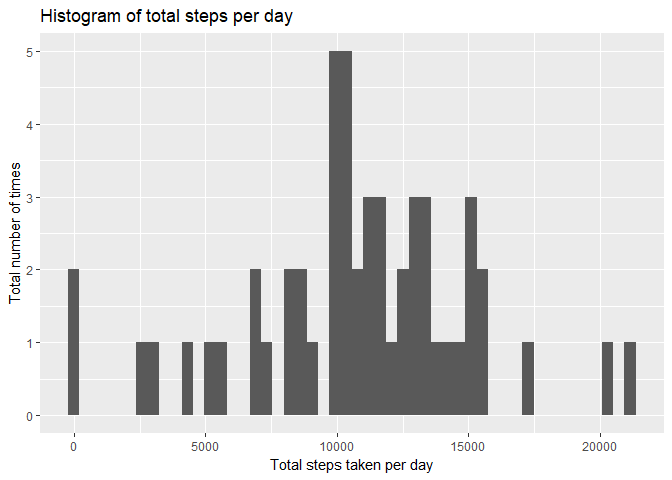 Histogram of total steps per day
5
4
3
2
1
0
Total number of times
0 5000 10000 15000 20000
Total steps taken per day